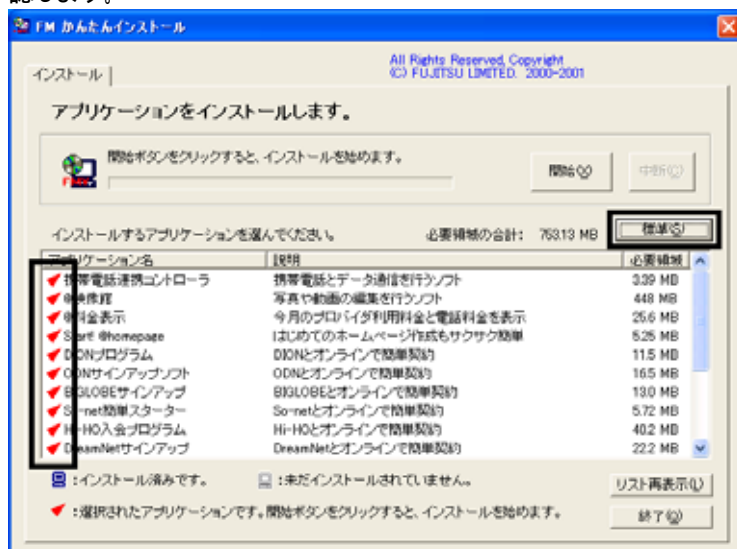 認します。
FM かんたんインストール
All Rights Reserved, Copyright
(C) FUJITSU LIMITED. 2000-2001
インストール
アプリケーションをインストールします。
開始ボタンをクリックすると、インストールを始めます。
開始(X)
中断(C)
インストールするアプリケーションを選んでください。 必要領域の合計: 753.13 MB 標準(S)
アプリケーション名 説明 必要領域
携帯電話連携コントローラ 携帯電話とデータ通信を行うソフト 3.39 MB
@映像館 写真や動画の編集を行うソフト 448 MB
@料金表示 今月のプロバイダ利用料金と電話料金を表示 25.6 MB
Start! @homepage はじめてのホームページ作成もサクサク簡単 5.25 MB
DIONプログラム DIONとオンラインで簡単契約 11.5 MB
ODNサインアップソフト ODNとオンラインで簡単契約 16.5 MB
BIGLOBEサインアップ BIGLOBEとオンラインで簡単契約 13.0 MB
So-net簡単スターター So-netとオンラインで簡単契約 5.72 MB
Hi-HO入会プログラム Hi-HOとオンラインで簡単契約 40.2 MB
DreamNetサインアップ DreamNetとオンラインで簡単契約 22.2 MB
:インストール済みです。 :未だインストールされていません。 リスト再表示(L)
:選択されたアプリケーションです。開始ボタンをクリックすると、インストールを始めます。 終了(Q)